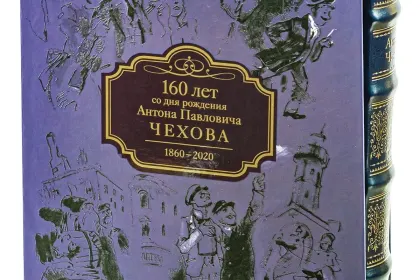 160 лет
со дня рождения
Антона Павловича
ЧЕХОВА
1860–2020